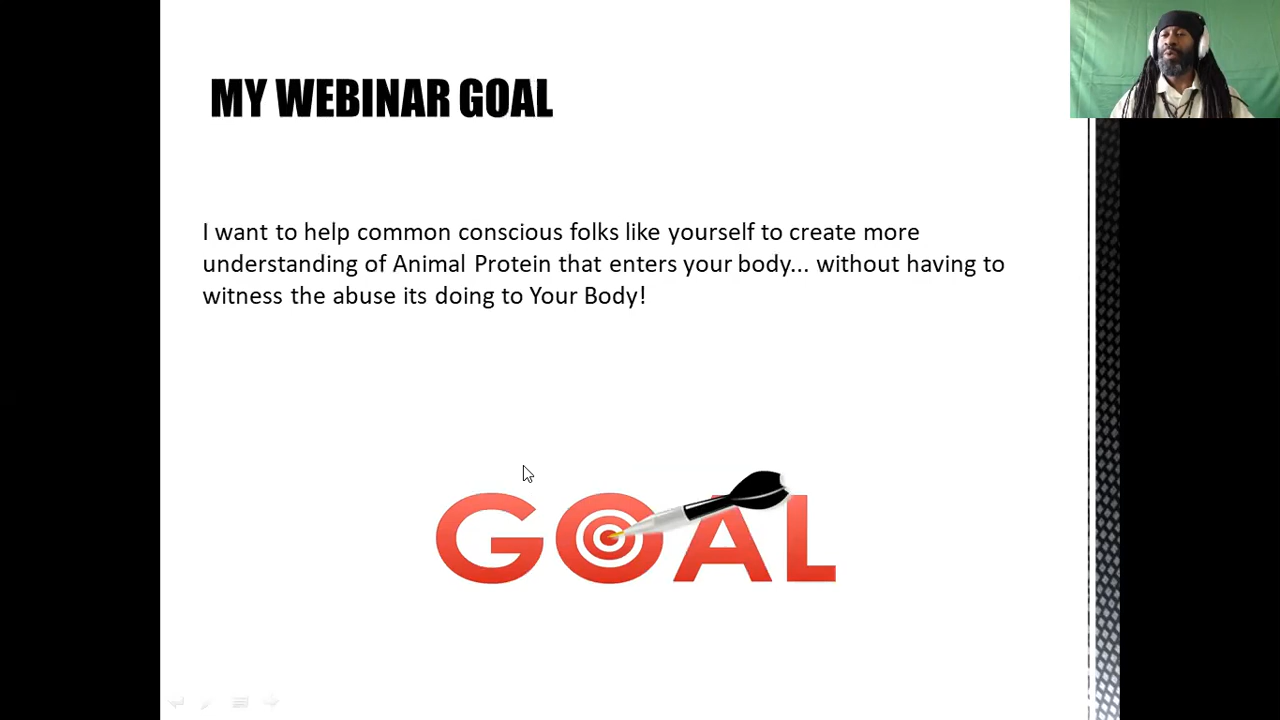 MY WEBINAR GOAL
I want to help common conscious folks like yourself to create more
understanding of Animal Protein that enters your body... without having to
witness the abuse its doing to Your Body!
GOAL